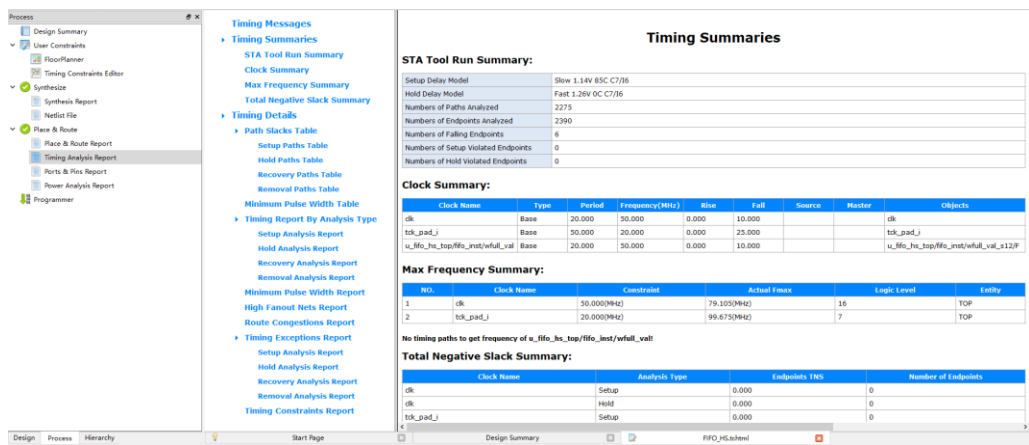 Process
Design Summary
User Constraints
FloorPlanner
Timing Constraints Editor
Synthesize
Synthesis Report
Netlist File
Place & Route
Place & Route Report
Timing Analysis Report
Ports & Pins Report
Power Analysis Report
Programmer
Timing Messages
Timing Summaries
STA Tool Run Summary
Clock Summary
Max Frequency Summary
Total Negative Slack Summary
Timing Details
Path Slacks Table
Setup Paths Table
Hold Paths Table
Recovery Paths Table
Removal Paths Table
Minimum Pulse Width Table
Timing Report By Analysis Type
Setup Analysis Report
Hold Analysis Report
Recovery Analysis Report
Removal Analysis Report
Minimum Pulse Width Report
High Fanout Nets Report
Route Congestions Report
Timing Exceptions Report
Setup Analysis Report
Hold Analysis Report
Recovery Analysis Report
Removal Analysis Report
Timing Constraints Report
Timing Summaries
STA Tool Run Summary:
Setup Delay Model Slow 1.14V 85C C7/I6
Hold Delay Model Fast 1.26V 0C C7/I6
Numbers of Paths Analyzed 2275
Numbers of Endpoints Analyzed 2390
Numbers of Falling Endpoints 6
Numbers of Setup Violated Endpoints 0
Numbers of Hold Violated Endpoints 0
Clock Summary:
Clock Name Type Period Frequency(MHz) Rise Fall Source Master Objects
clk Base 20.000 50.000 0.000 10.000 clk
tck_pad_i Base 50.000 20.000 0.000 25.000 tck_pad_i
u_fifo_hs_top/fifo_inst/wfull_val Base 20.000 50.000 0.000 10.000 u_fifo_hs_top/fifo_inst/wfull_val_s12/F
Max Frequency Summary:
NO. Clock Name Constraint Actual Fmax Logic Level Entity
1 clk 50.000(MHz) 79.105(MHz) 16 TOP
2 tck_pad_i 20.000(MHz) 99.675(MHz) 7 TOP
No timing paths to get frequency of u_fifo_hs_top/fifo_inst/wfull_val!
Total Negative Slack Summary:
Clock Name Analysis Type Endpoints TNS Number of Endpoints
clk Setup 0.000 0
clk Hold 0.000 0
tck_pad_i Setup 0.000 0
Design Process Hierarchy Start Page Design Summary FIFO_HS.tr.html